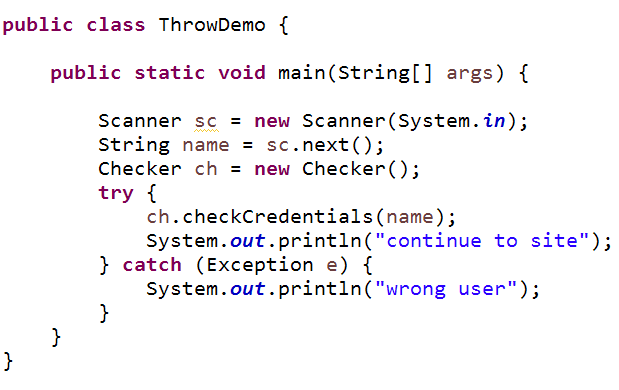 public class ThrowDemo {
public static void main(String[] args) {
Scanner sc = new Scanner(System.in);
String name = sc.next();
Checker ch = new Checker();
try {
ch.checkCredentials(name);
System.out.println("continue to site");
} catch (Exception e) {
System.out.println("wrong user");
}
}
}